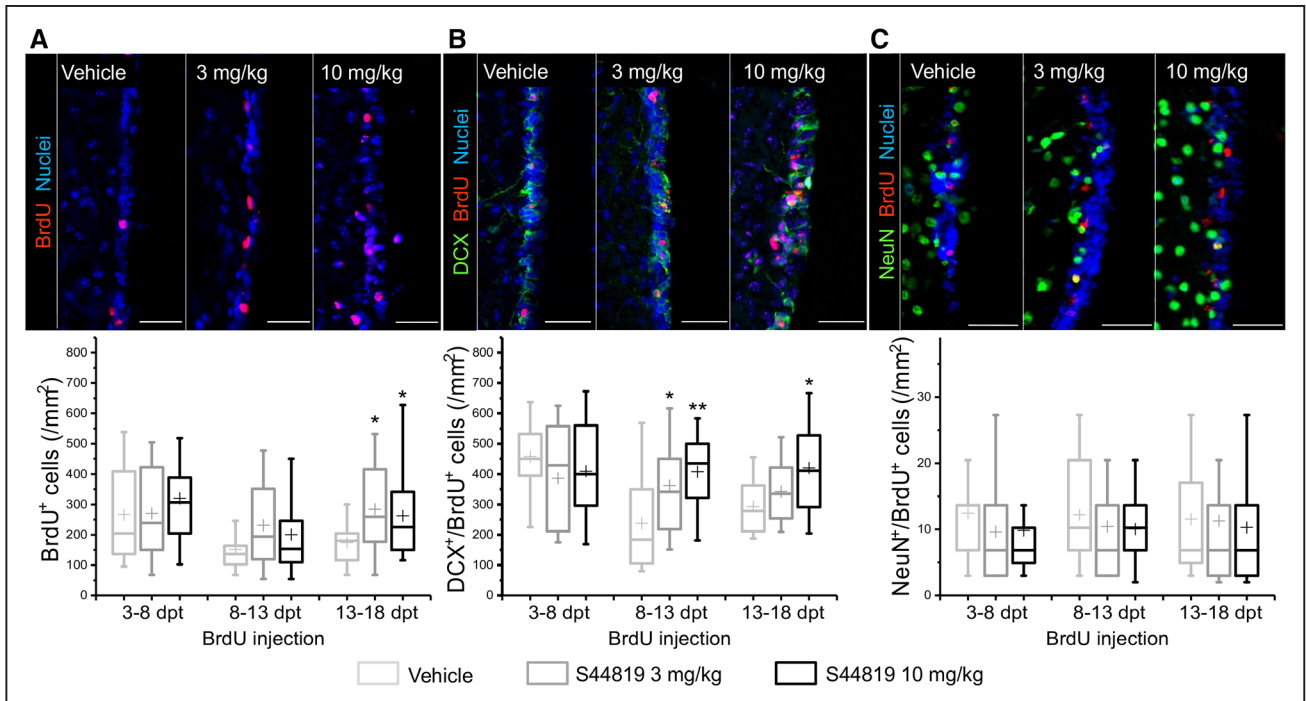 A
B
C
Vehicle
3 mg/kg
10 mg/kg
Vehicle
3 mg/kg
10 mg/kg
Vehicle
3 mg/kg
10 mg/kg
BrdU Nuclei
DCX BrdU Nuclei
NeuN BrdU Nuclei
BrdU⁺ cells (/mm²)
800
700
600
500
400
300
200
100
0
*
*
3-8 dpt
8-13 dpt
13-18 dpt
BrdU injection
DCX⁺/BrdU⁺ cells (/mm²)
800
700
600
500
400
300
200
100
0
*
**
*
3-8 dpt
8-13 dpt
13-18 dpt
BrdU injection
NeuN⁺/BrdU⁺ cells (/mm²)
30
20
10
0
3-8 dpt
8-13 dpt
13-18 dpt
BrdU injection
Vehicle
S44819 3 mg/kg
S44819 10 mg/kg